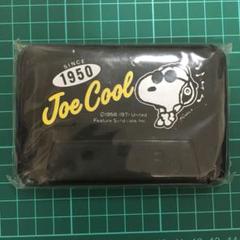 SINCE
1950
Joe Cool
©1958, 1971 United
Feature Syndicate, Inc.